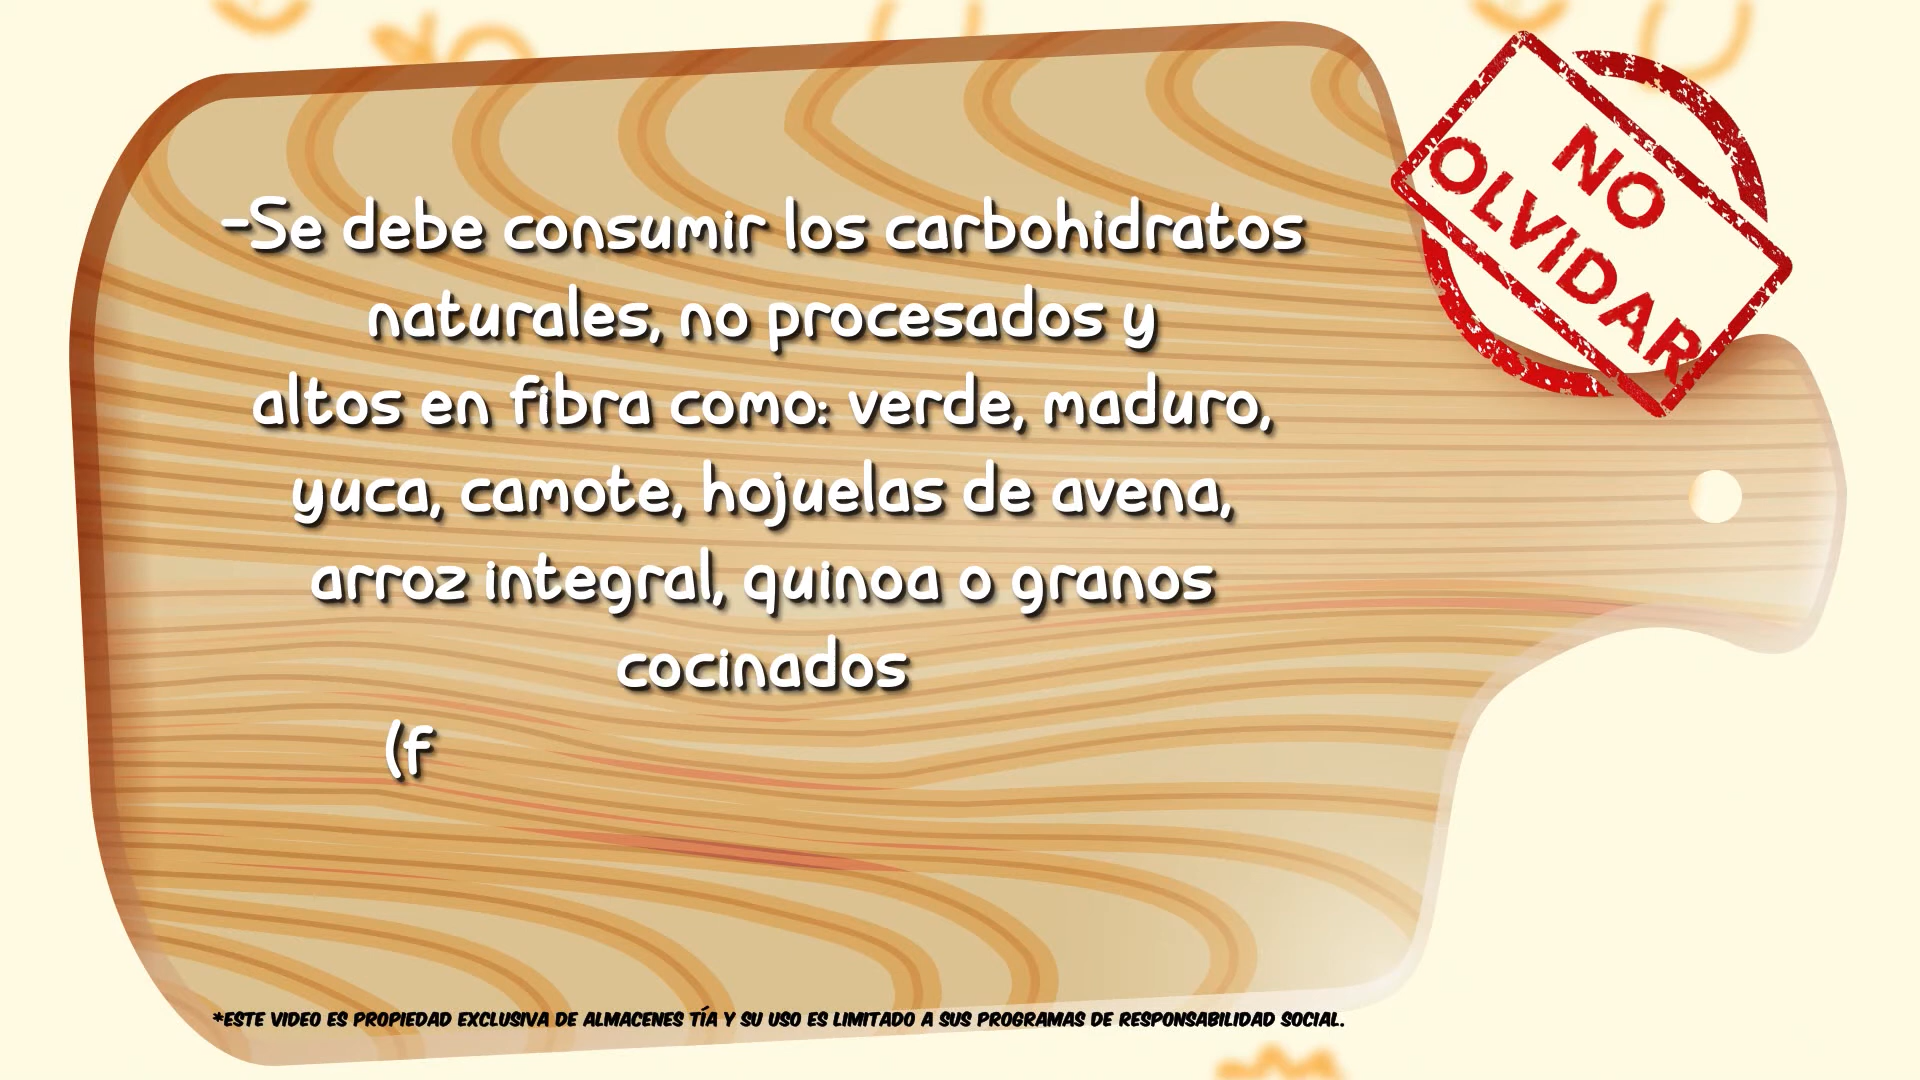 -Se debe consumir los carbohidratos
naturales, no procesados y
altos en fibra como: verde, maduro,
yuca, camote, hojuelas de avena,
arroz integral, quinoa o granos
cocinados
(f
NO
OLVIDAR
*ESTE VIDEO ES PROPIEDAD EXCLUSIVA DE ALMACENES TÍA Y SU USO ES LIMITADO A SUS PROGRAMAS DE RESPONSABILIDAD SOCIAL.